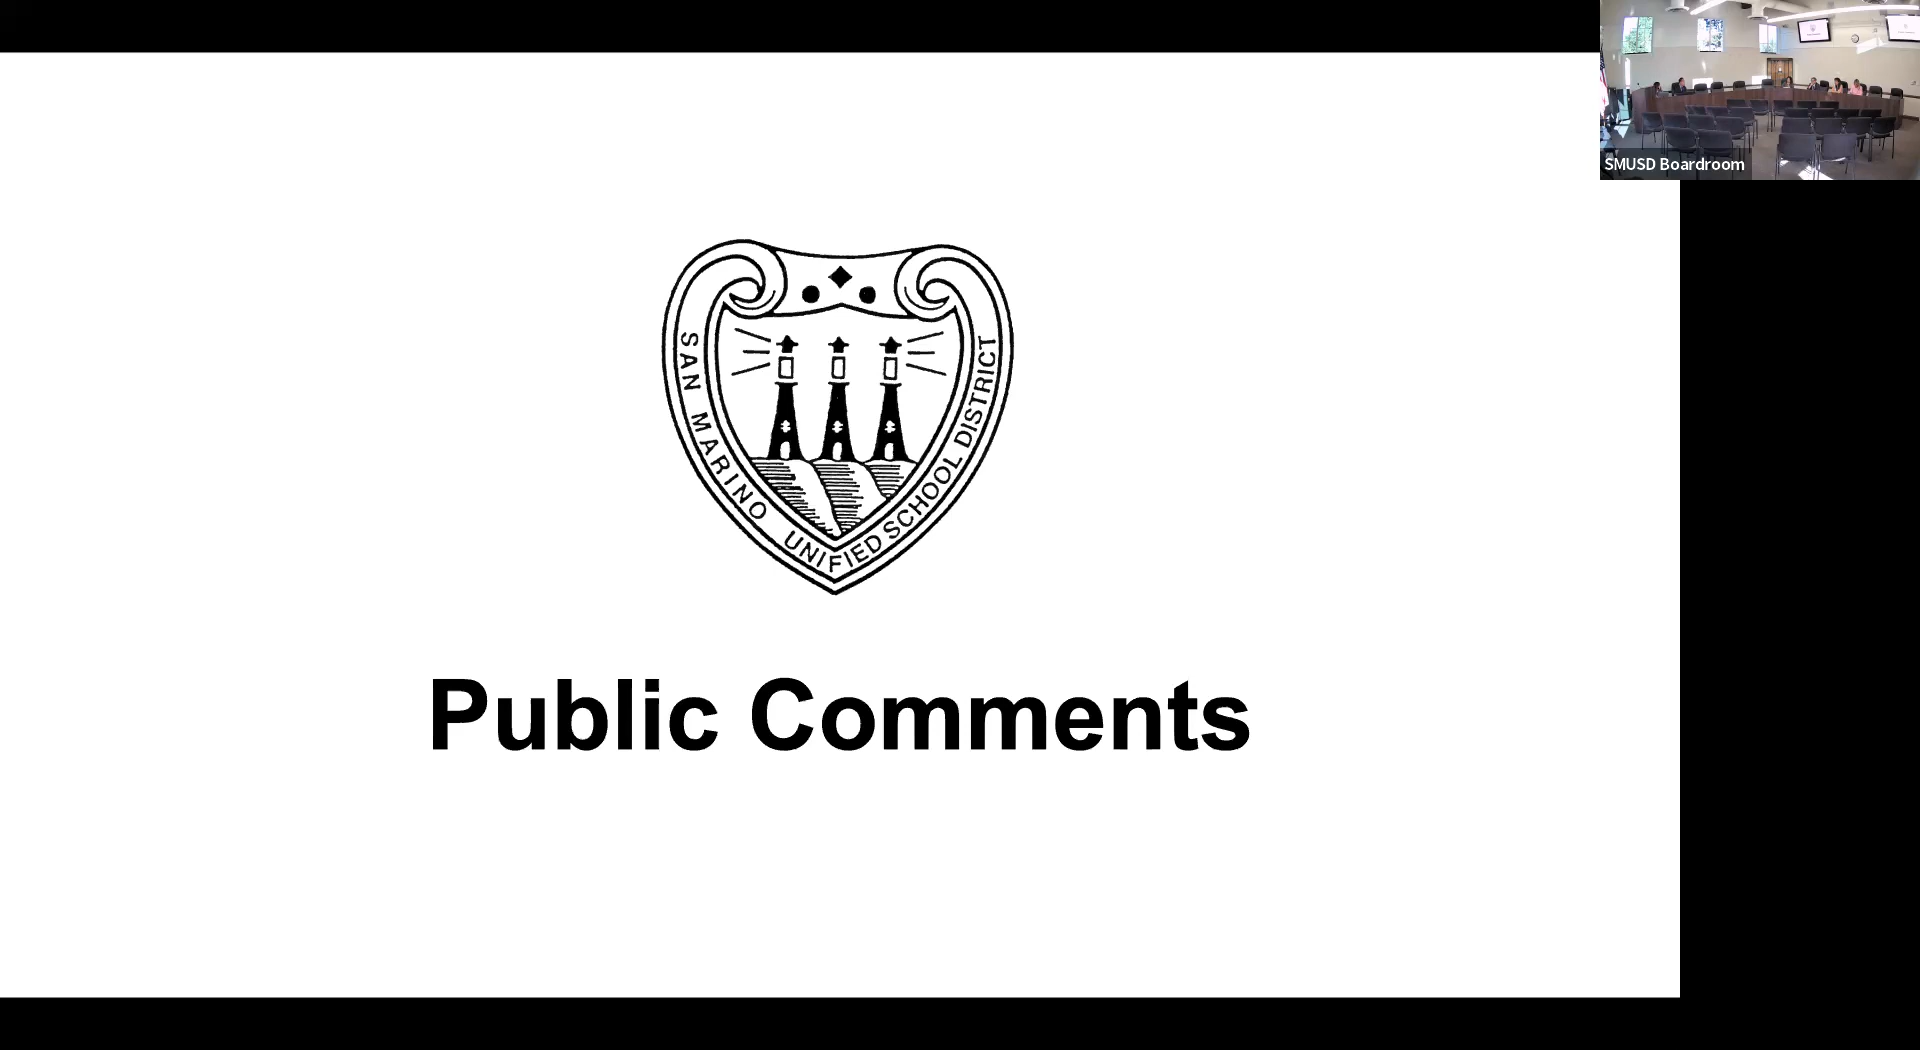 SMUSD Boardroom
SAN MARINO UNIFIED SCHOOL DISTRICT
Public Comments